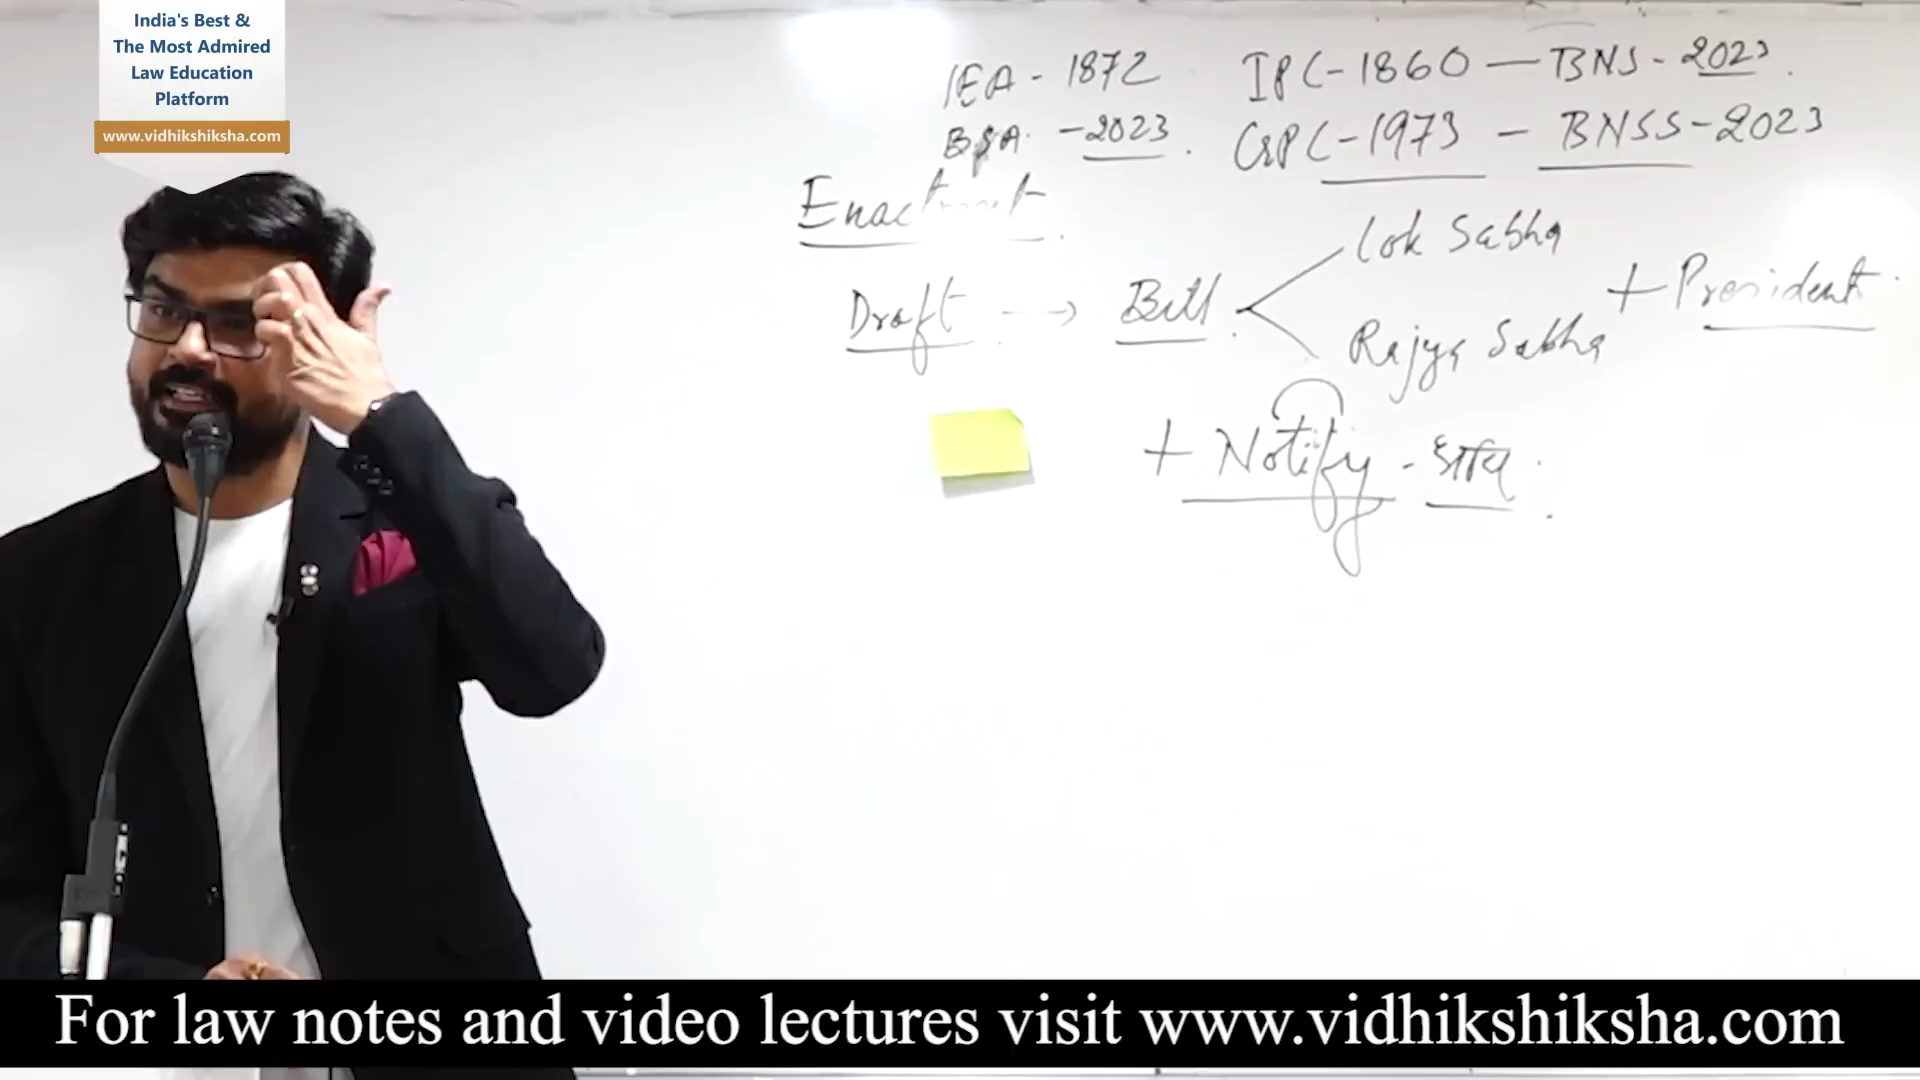 India's Best &
The Most Admired
Law Education
Platform
www.vidhikshiksha.com
IEA - 1872 IPC - 1860 — BNS - 2023.
BSA. - 2023. CrPC - 1973 - BNSS - 2023
Enactment.
Draft → Bill Lok Sabha
Rajya Sabha + President
+ Notify -
For law notes and video lectures visit www.vidhikshiksha.com